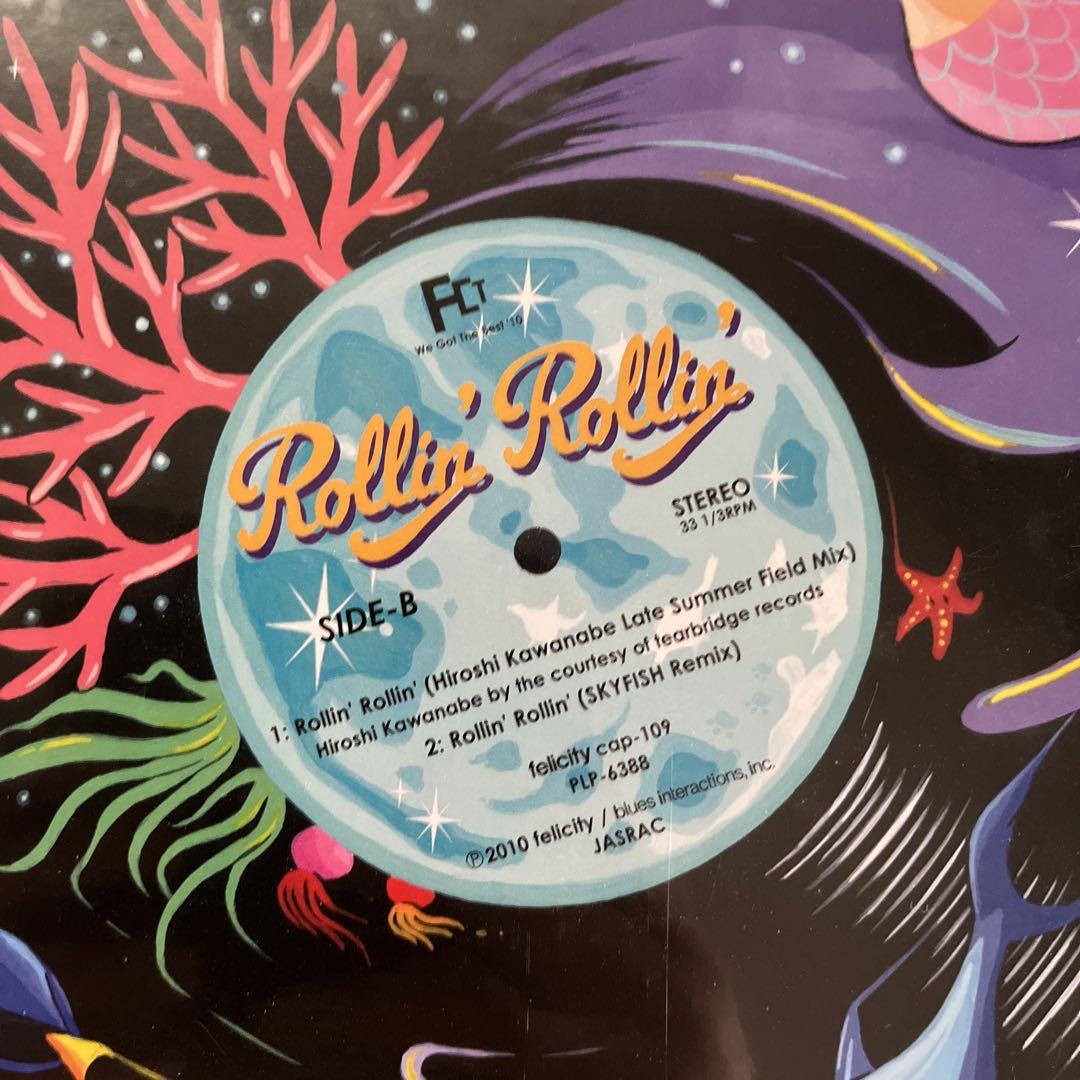 FCT
We Got The Best '10
Rollin' Rollin'
STEREO
33 1/3RPM
SIDE-B
1: Rollin' Rollin' (Hiroshi Kawanabe Late Summer Field Mix)
Hiroshi Kawanabe by the courtesy of tearbridge records
2: Rollin' Rollin' (SKYFISH Remix)
felicity cap-109
PLP-6388
Ⓟ2010 felicity / blues interactions, inc.
JASRAC